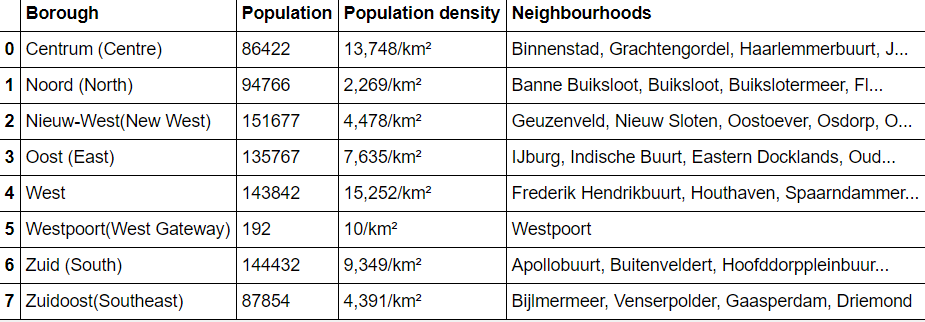 Borough Population Population density Neighbourhoods
0 Centrum (Centre) 86422 13,748/km² Binnenstad, Grachtengordel, Haarlemmerbuurt, J...
1 Noord (North) 94766 2,269/km² Banne Buiksloot, Buiksloot, Buikslotermeer, Fl...
2 Nieuw-West(New West) 151677 4,478/km² Geuzenveld, Nieuw Sloten, Oostoever, Osdorp, O...
3 Oost (East) 135767 7,635/km² IJburg, Indische Buurt, Eastern Docklands, Oud...
4 West 143842 15,252/km² Frederik Hendrikbuurt, Houthaven, Spaarndammer...
5 Westpoort(West Gateway) 192 10/km² Westpoort
6 Zuid (South) 144432 9,349/km² Apollobuurt, Buitenveldert, Hoofddorppleinbuur...
7 Zuidoost(Southeast) 87854 4,391/km² Bijlmermeer, Venserpolder, Gaasperdam, Driemond